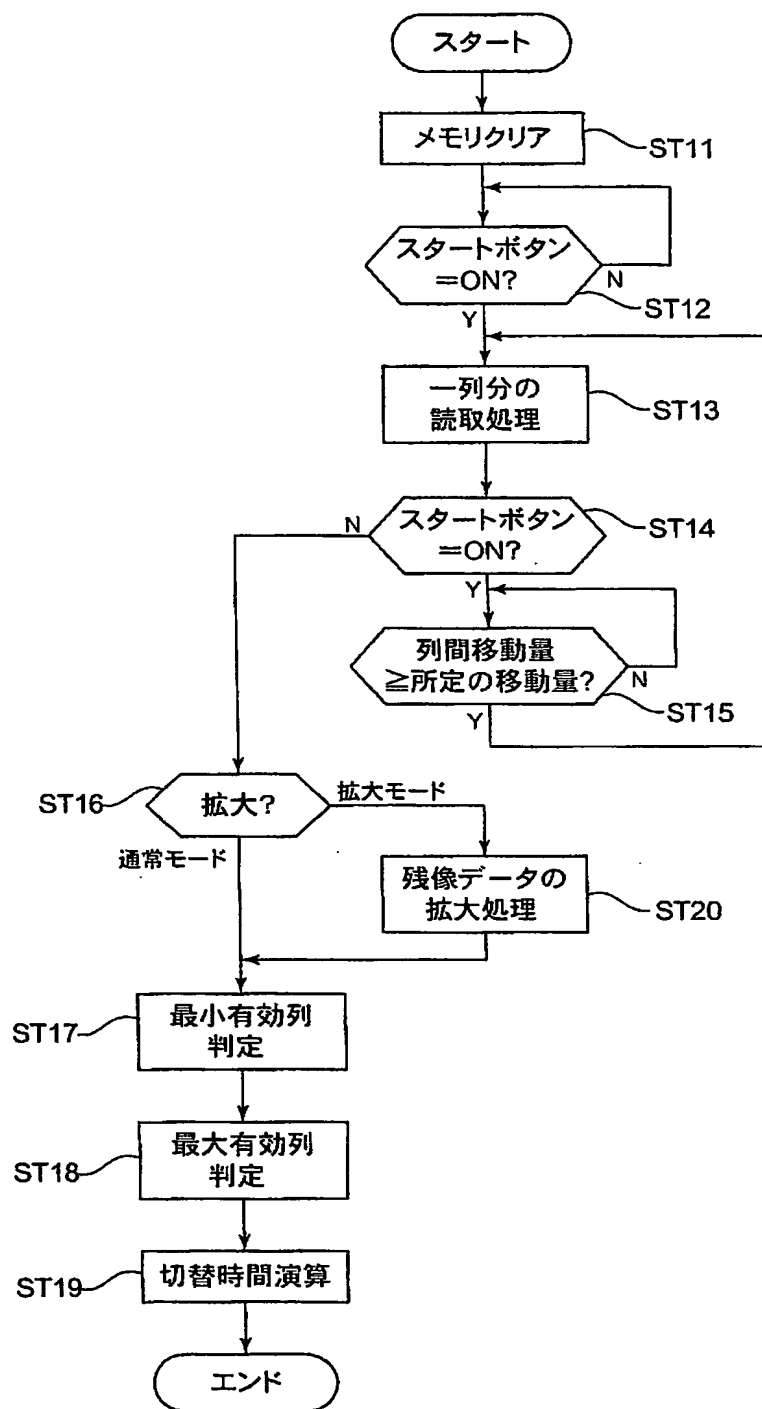 スタート
メモリクリア
ST11
スタートボタン
=ON?
N
ST12
Y
一列分の
読取処理
ST13
スタートボタン
=ON?
ST14
N
Y
列間移動量
≧所定の移動量?
N
ST15
Y
ST16
拡大?
拡大モード
通常モード
残像データの
拡大処理
ST20
最小有効列
判定
ST17
最大有効列
判定
ST18
切替時間演算
ST19
エンド